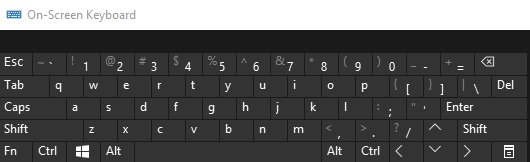 On-Screen Keyboard
Esc ~ ` ! 1 @ 2 # 3 $ 4 % 5 ^ 6 & 7 * 8 ( 9 ) 0 _ - + =
Tab q w e r t y u i o p { [ } ] | \ Del
Caps a s d f g h j k l : ; " ' Enter
Shift z x c v b n m < , > . ? / Shift
Fn Ctrl Alt Alt Ctrl